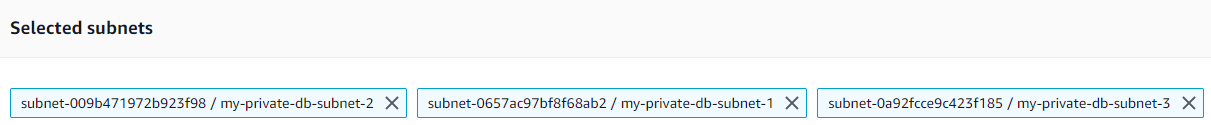 Selected subnets
subnet-009b471972b923f98 / my-private-db-subnet-2 subnet-0657ac97bf8f68ab2 / my-private-db-subnet-1 subnet-0a92fcce9c423f185 / my-private-db-subnet-3